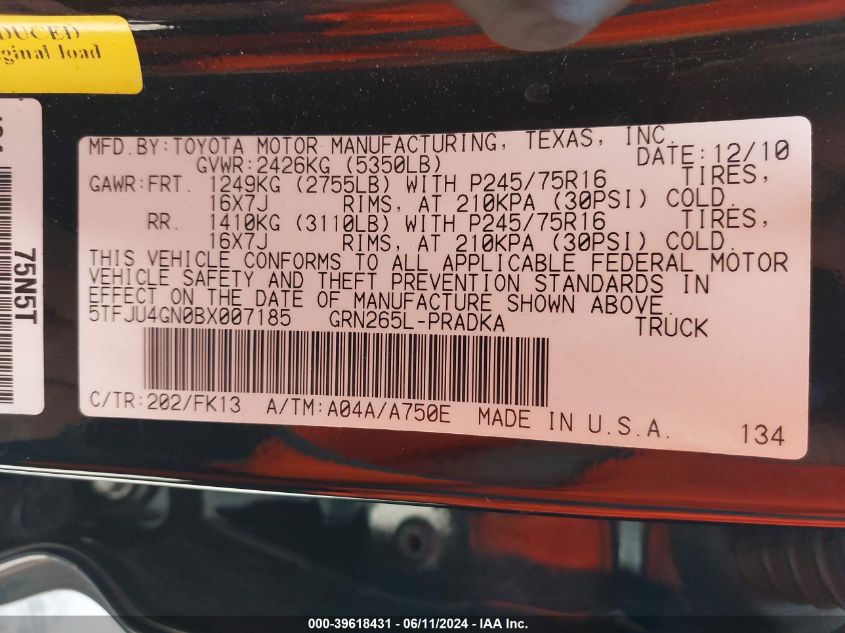 DUCED
ginal load
75N5T
MFD.BY:TOYOTA MOTOR MANUFACTURING, TEXAS, INC.
GVWR:2426KG (5350LB) DATE:12/10
GAWR:FRT. 1249KG (2755LB) WITH P245/75R16 TIRES,
16X7J RIMS, AT 210KPA (30PSI) COLD.
RR. 1410KG (3110LB) WITH P245/75R16 TIRES,
16X7J RIMS, AT 210KPA (30PSI) COLD.
THIS VEHICLE CONFORMS TO ALL APPLICABLE FEDERAL MOTOR
VEHICLE SAFETY AND THEFT PREVENTION STANDARDS IN
EFFECT ON THE DATE OF MANUFACTURE SHOWN ABOVE.
5TFJU4GN0BX007185 GRN265L-PRADKA TRUCK
C/TR:202/FK13 A/TM:A04A/A750E MADE IN U.S.A. 134
000-39618431 - 06/11/2024 - IAA Inc.